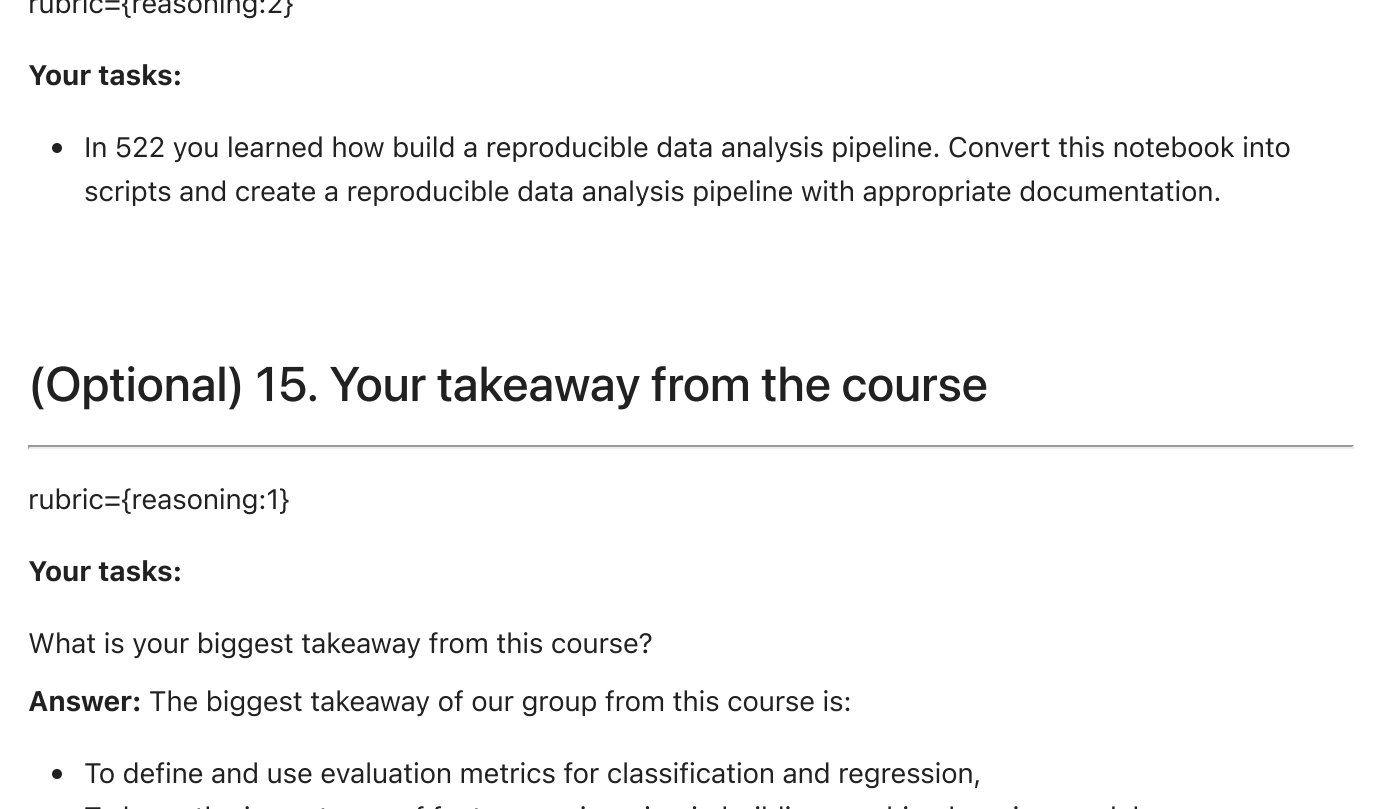 rubric={reasoning:2}
Your tasks:
• In 522 you learned how build a reproducible data analysis pipeline. Convert this notebook into
scripts and create a reproducible data analysis pipeline with appropriate documentation.
(Optional) 15. Your takeaway from the course
rubric={reasoning:1}
Your tasks:
What is your biggest takeaway from this course?
Answer: The biggest takeaway of our group from this course is:
• To define and use evaluation metrics for classification and regression,